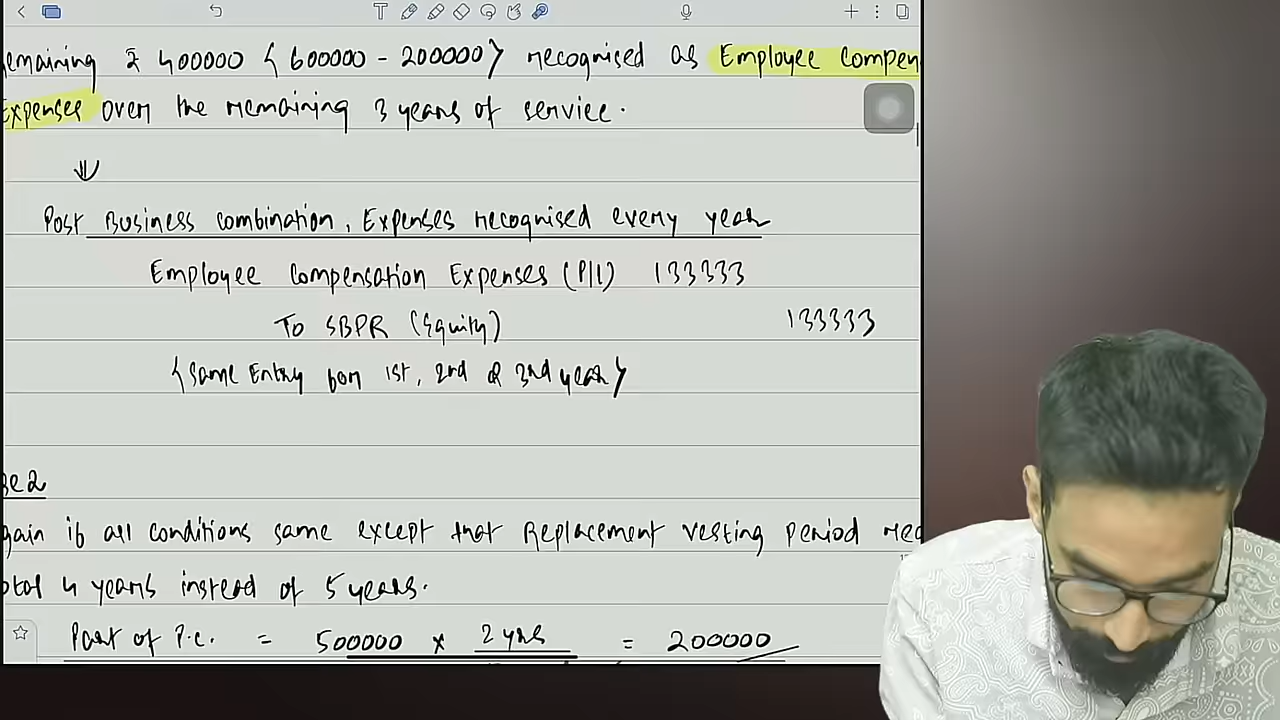 emaining ₹ 400000 { 600000 - 200000 } recognised as Employee compen
Expenses over the remaining 3 years of service.
Post Business combination, Expenses recognised every year
Employee compensation Expenses (P/L) 133333
To SBPR (Equity) 133333
{ Same Entry for 1st, 2nd & 3rd year }
se 2
gain if all conditions same except that Replacement vesting period
otal 4 years instead of 5 years.
Part of P.C. = 500000 × 2 yrs = 200000